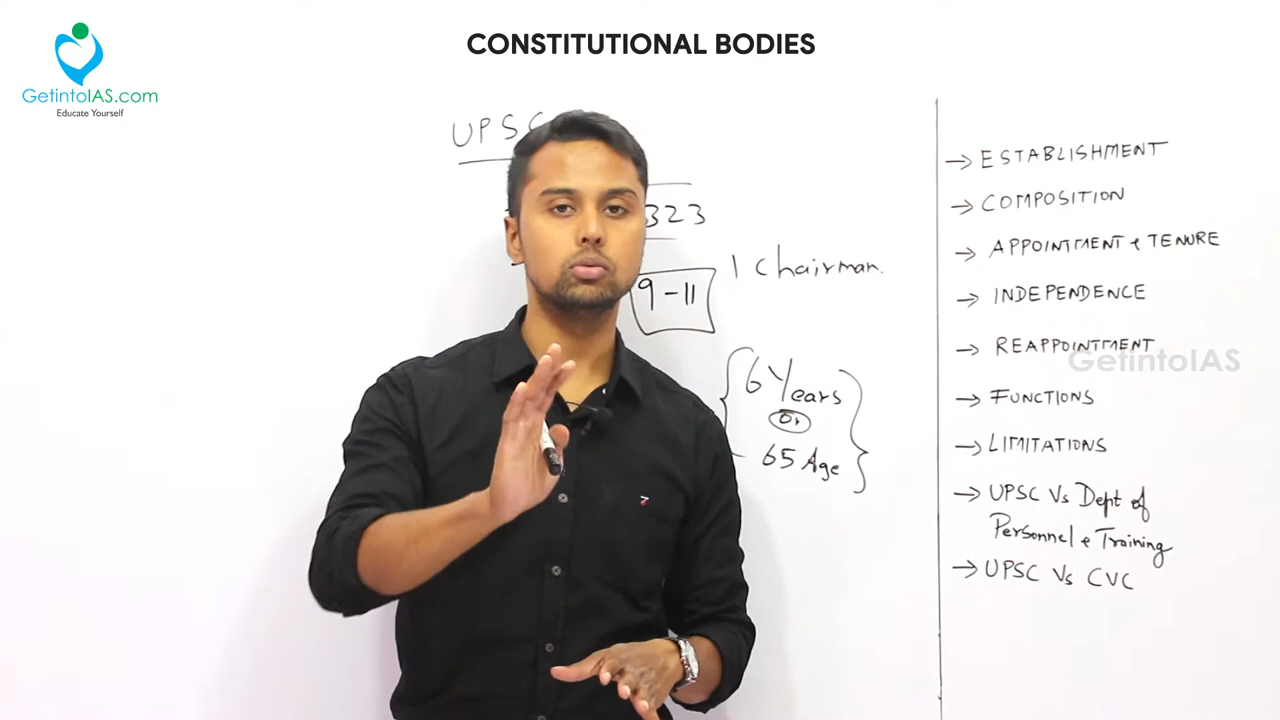 CONSTITUTIONAL BODIES
GetintoIAS.com
Educate Yourself
UPSC
323
9-11
1 Chairman.
6 Years
Or
65 Age
→ ESTABLISHMENT
→ COMPOSITION
→ APPOINTMENT & TENURE
→ INDEPENDENCE
→ REAPPOINTMENT
GetintoIAS
→ FUNCTIONS
→ LIMITATIONS
→ UPSC Vs Dept of
Personnel & Training
→ UPSC Vs CVC
7